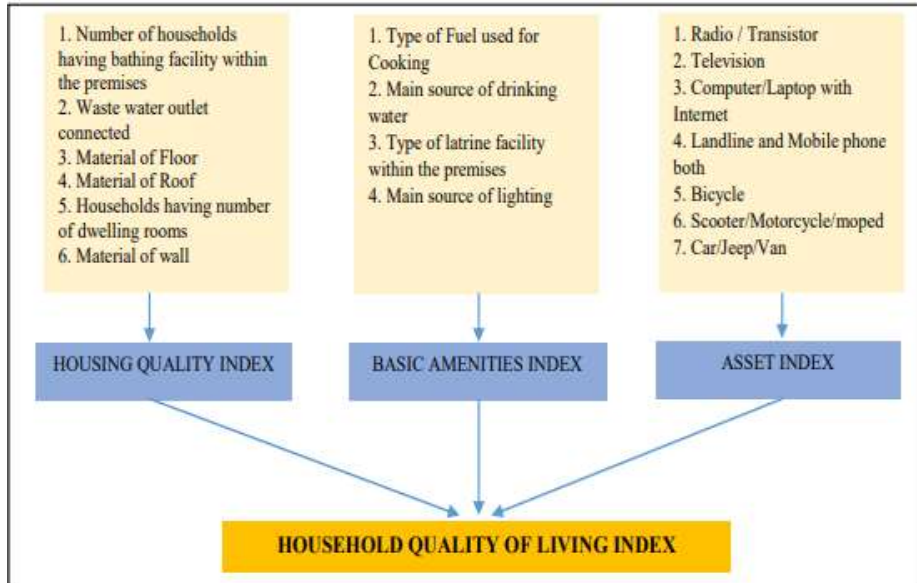 1. Number of households
having bathing facility within
the premises
2. Waste water outlet
connected
3. Material of Floor
4. Material of Roof
5. Households having number
of dwelling rooms
6. Material of wall
1. Type of Fuel used for
Cooking
2. Main source of drinking
water
3. Type of latrine facility
within the premises
4. Main source of lighting
1. Radio / Transistor
2. Television
3. Computer/Laptop with
Internet
4. Landline and Mobile phone
both
5. Bicycle
6. Scooter/Motorcycle/moped
7. Car/Jeep/Van
HOUSING QUALITY INDEX
BASIC AMENITIES INDEX
ASSET INDEX
HOUSEHOLD QUALITY OF LIVING INDEX